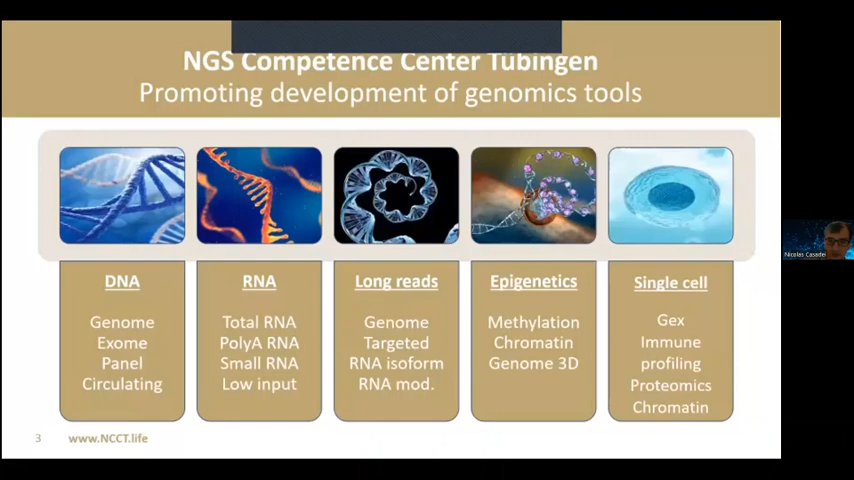 NGS Competence Center Tübingen
Promoting development of genomics tools
DNA
Genome
Exome
Panel
Circulating
RNA
Total RNA
PolyA RNA
Small RNA
Low input
Long reads
Genome
Targeted
RNA isoform
RNA mod.
Epigenetics
Methylation
Chromatin
Genome 3D
Single cell
Gex
Immune
profiling
Proteomics
Chromatin
3
www.NCCT.life
Nicolas Casadei